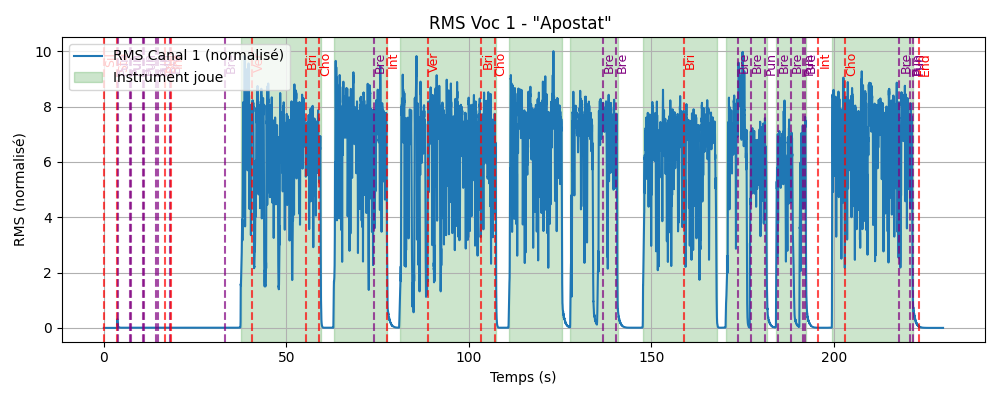 RMS Voc 1 - "Apostat"
RMS Canal 1 (normalisé)
Instrument joue
Bri
Cho
Bre
Int
Ver
Bri
Cho
Bre
Bre
Bri
Bre
Bre
Pun
Bre
Bre
Int
Cho
Bre
End
RMS (normalisé)
10
8
6
4
2
0
0
50
100
150
200
Temps (s)